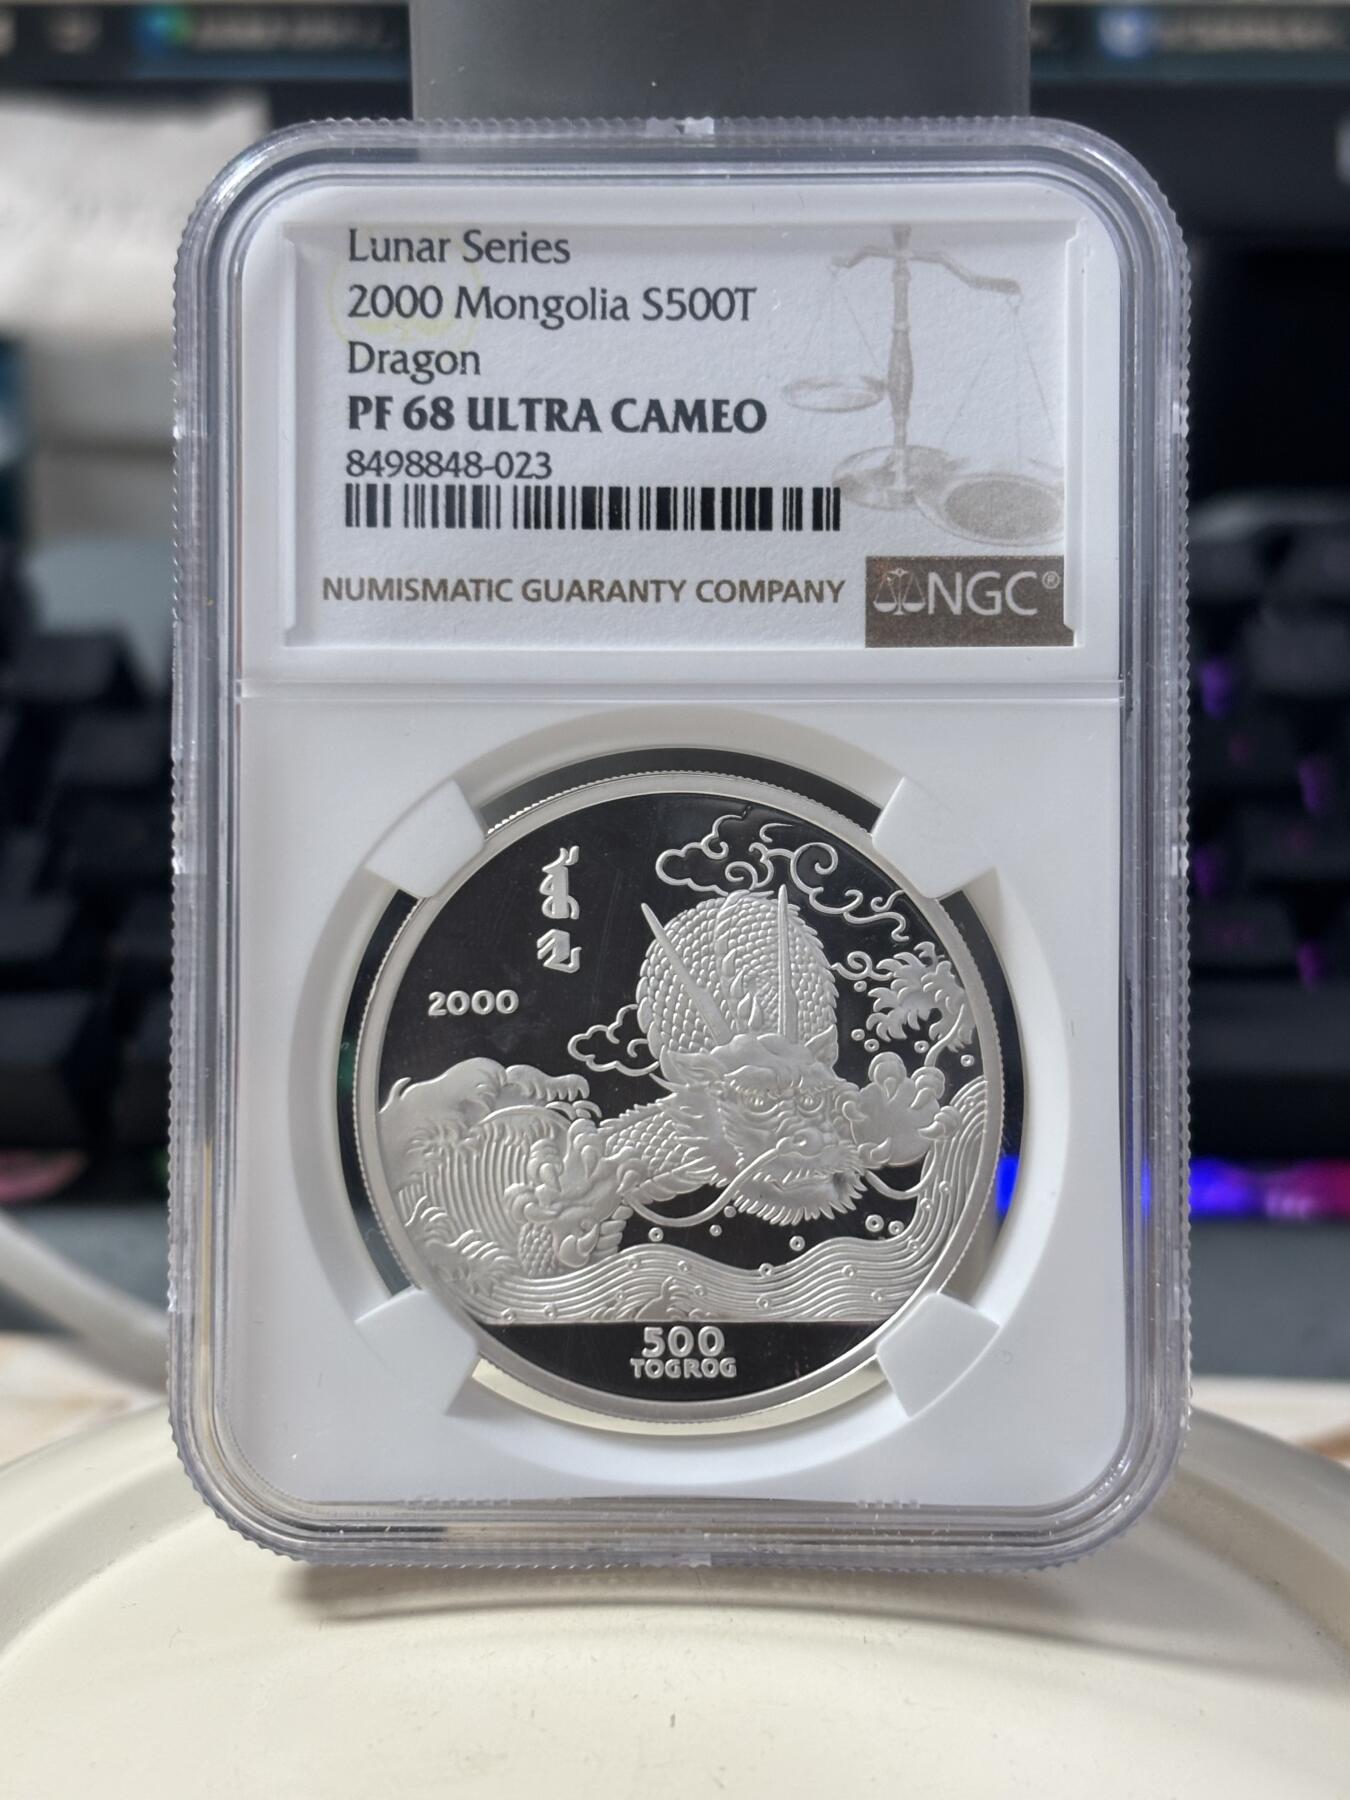 Lunar Series
2000 Mongolia S500T
Dragon
PF 68 ULTRA CAMEO
8498848-023
NUMISMATIC GUARANTY COMPANY
NGC®
2000
500
TOGROG